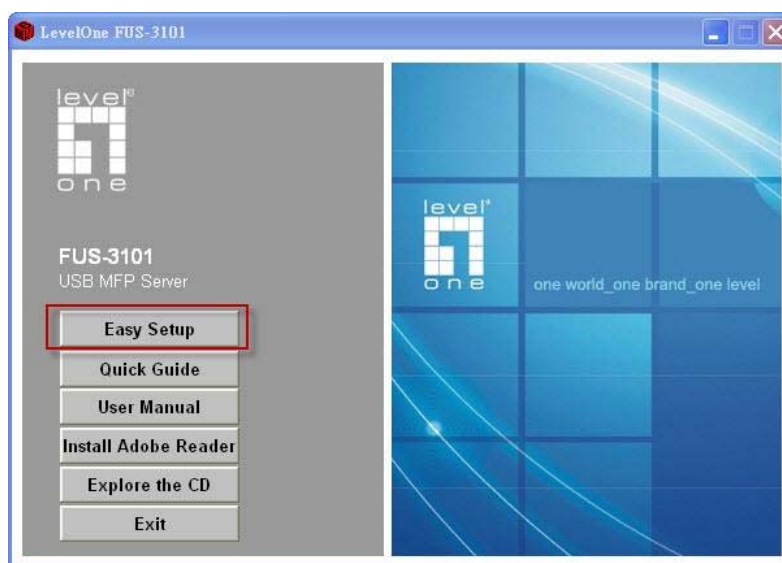 LevelOne FUS-3101
level®
one
FUS-3101
USB MFP Server
Easy Setup
Quick Guide
User Manual
Install Adobe Reader
Explore the CD
Exit
level®
one
one world_one brand_one level